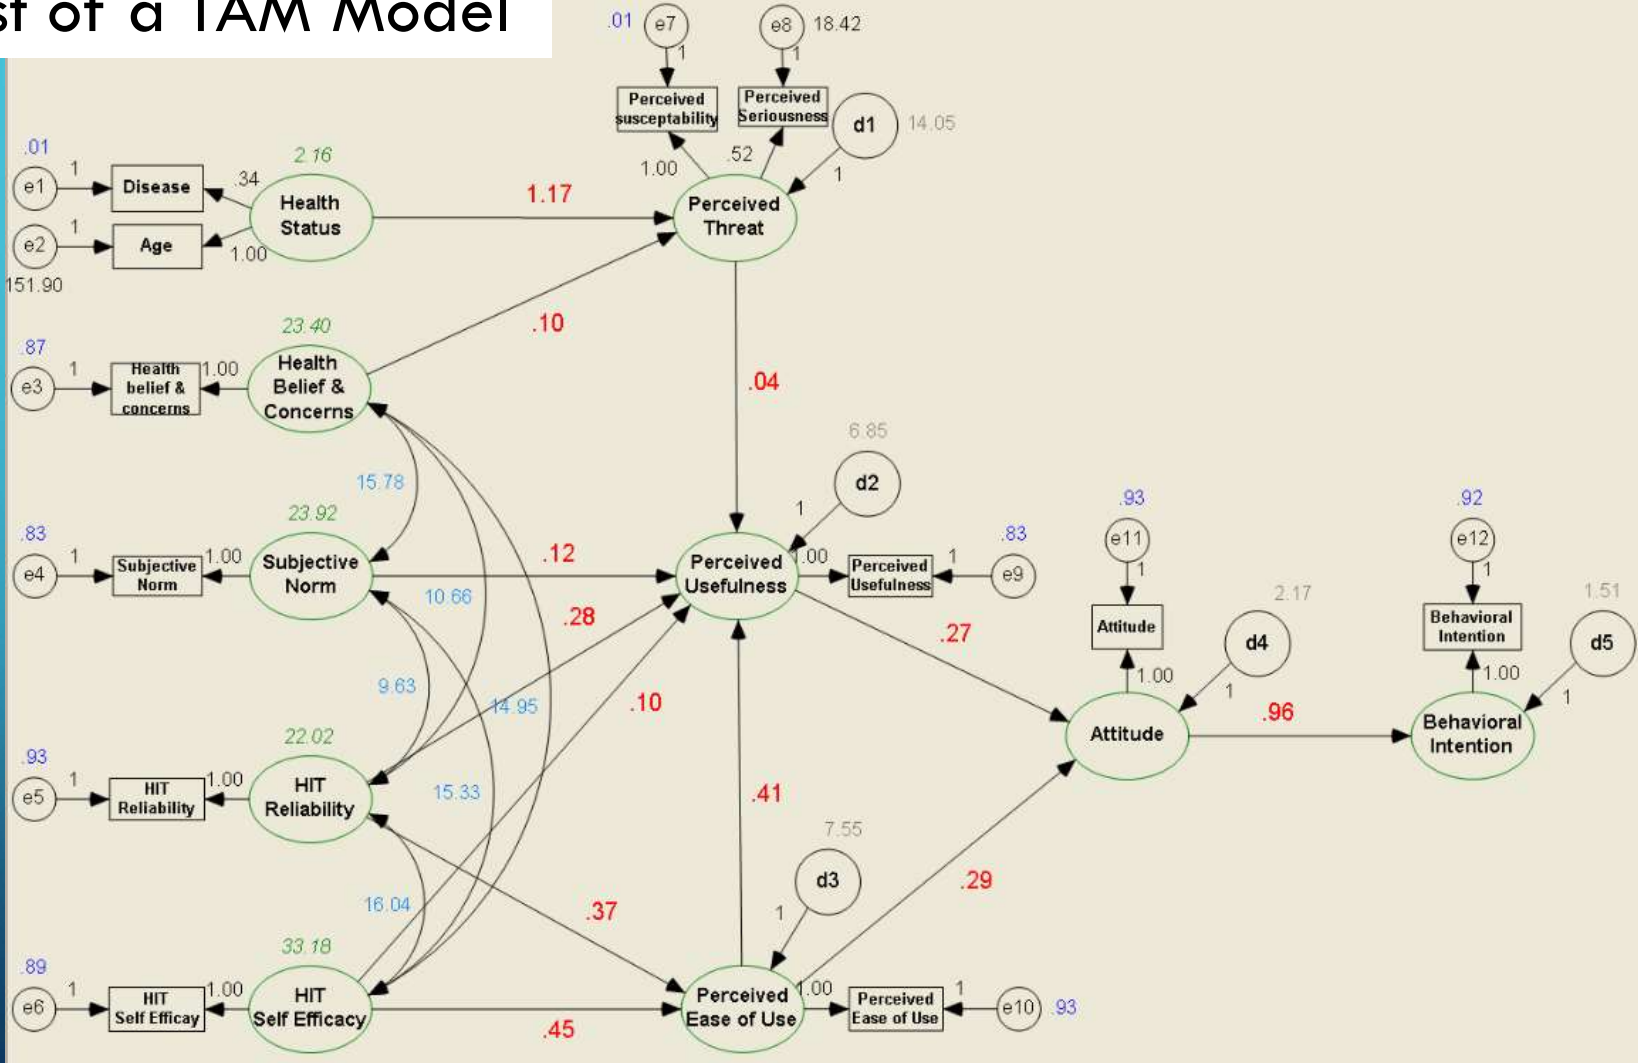 st of a TAM Model
.01
e7
e8
18.42
1
1
Perceived
susceptability
Perceived
Seriousness
d1
14.05
1.00
.52
1
.01
e1
1
Disease
.34
2.16
Health
Status
1.17
Perceived
Threat
e2
1
Age
1.00
151.90
.10
23.40
.87
e3
1
Health
belief &
concerns
1.00
Health
Belief &
Concerns
.04
15.78
6.85
d2
1
23.92
.83
e4
1
Subjective
Norm
1.00
Subjective
Norm
.12
Perceived
Usefulness
1.00
Perceived
Usefulness
1
e9
.83
10.66
.28
.93
e11
1
Attitude
1.00
2.17
d4
1
.92
e12
1
Behavioral
Intention
1.00
1.51
d5
1
.27
9.63
14.95
.10
Attitude
.96
Behavioral
Intention
22.02
.93
e5
1
HIT
Reliability
1.00
HIT
Reliability
15.33
.41
7.55
d3
1
.29
16.04
.37
33.18
.89
e6
1
HIT
Self Efficay
1.00
HIT
Self Efficacy
.45
Perceived
Ease of Use
1.00
Perceived
Ease of Use
1
e10
.93